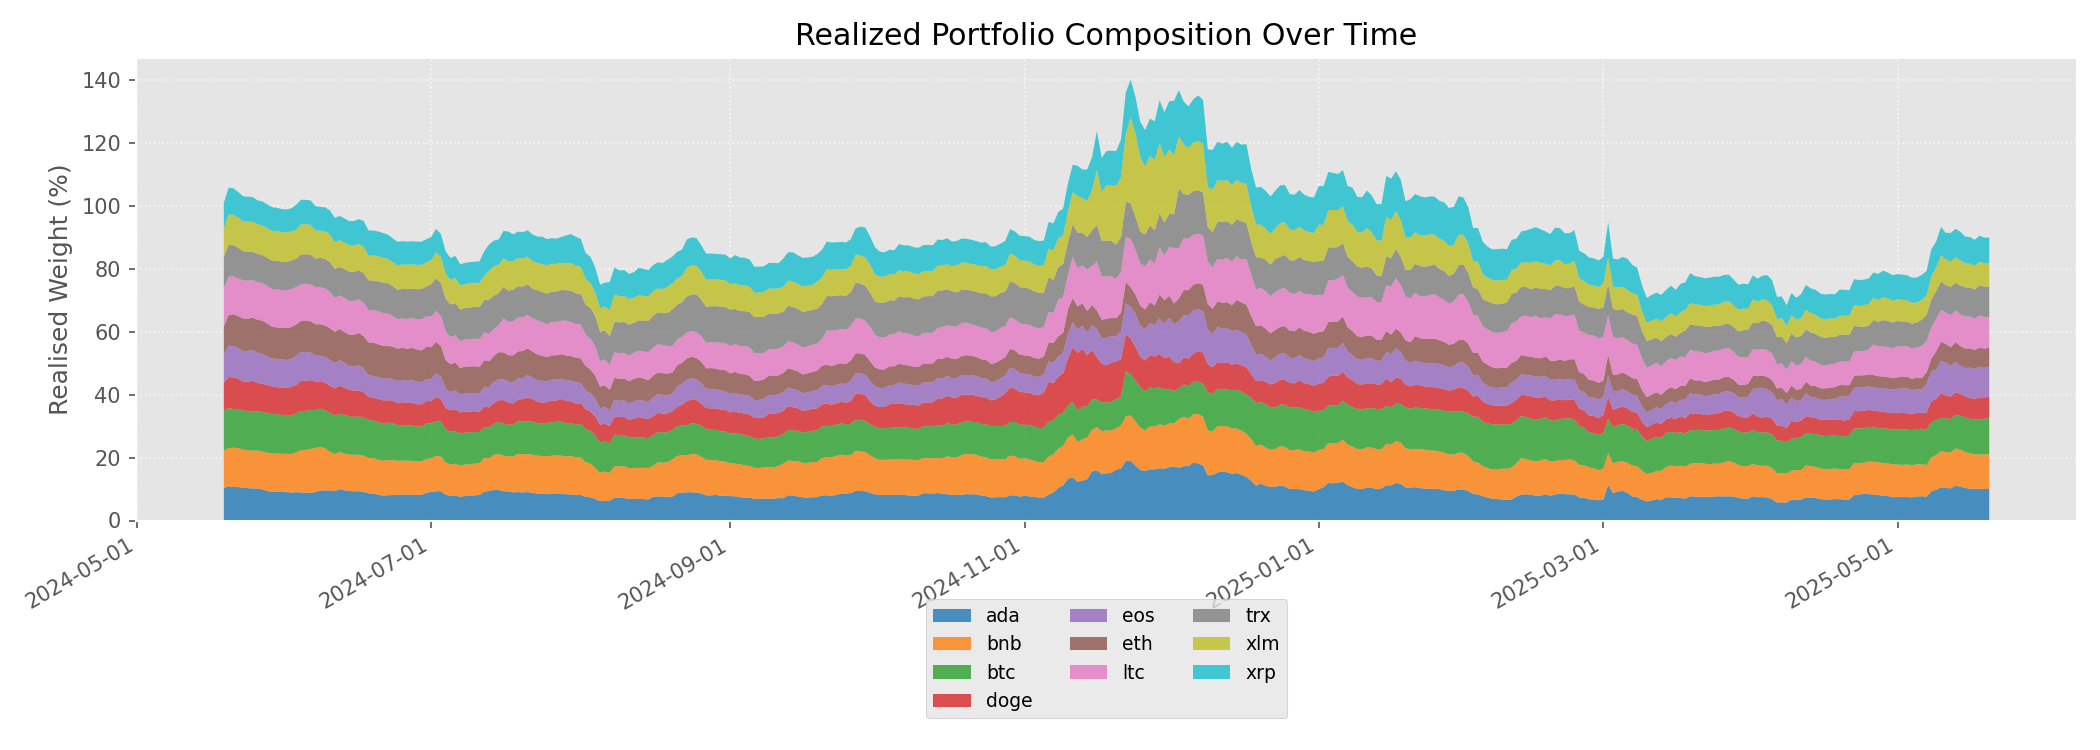 Realized Portfolio Composition Over Time
Realised Weight (%)
140
120
100
80
60
40
20
0
2024-05-01
2024-07-01
2024-09-01
2024-11-01
2025-01-01
2025-03-01
2025-05-01
ada
bnb
btc
doge
eos
eth
ltc
trx
xlm
xrp